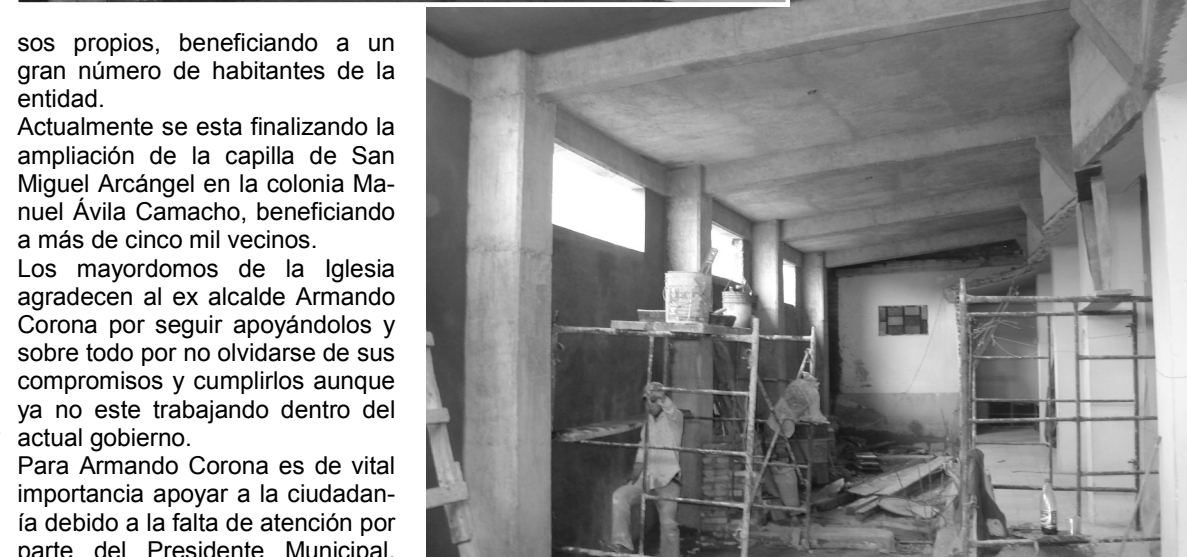 sos propios, beneficiando a un
gran número de habitantes de la
entidad.
Actualmente se esta finalizando la
ampliación de la capilla de San
Miguel Arcángel en la colonia Ma-
nuel Ávila Camacho, beneficiando
a más de cinco mil vecinos.
Los mayordomos de la Iglesia
agradecen al ex alcalde Armando
Corona por seguir apoyándolos y
sobre todo por no olvidarse de sus
compromisos y cumplirlos aunque
ya no este trabajando dentro del
actual gobierno.
Para Armando Corona es de vital
importancia apoyar a la ciudadan-
ía debido a la falta de atención por
parte del Presidente Municipal,